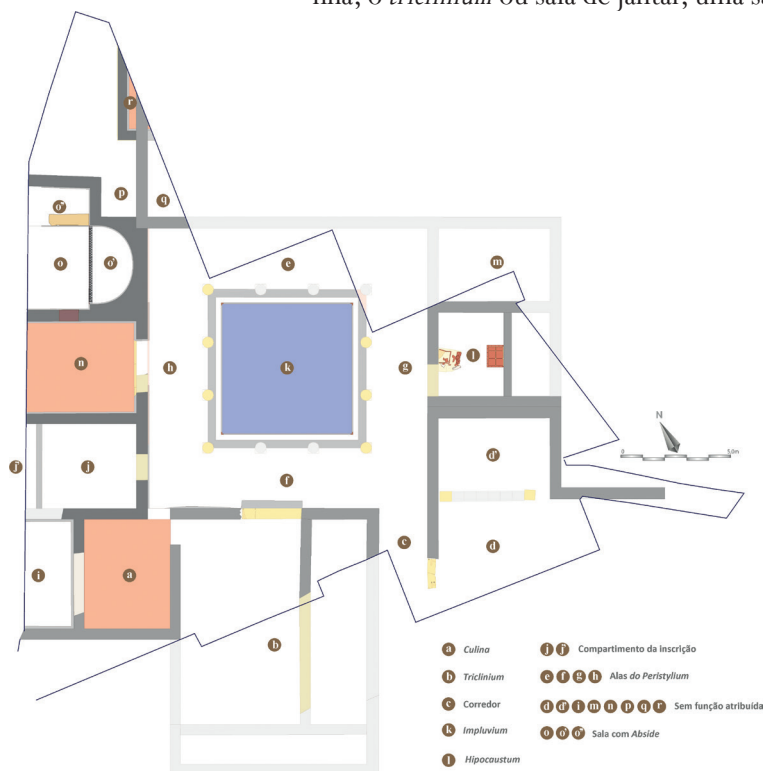 o triclinium ou sala de jantar, uma s
r
p
q
o''
o
o'
e
m
n
h
k
g
l
N
0 5,0m
j'
j
f
d'
i
a
c
d
b
a Culina
b Triclinium
c Corredor
k Impluvium
l Hipocaustum
j j' Compartimento da inscrição
e f g h Alas do Peristylium
d d' i m n p q r Sem função atribuída
o o' o'' Sala com Abside